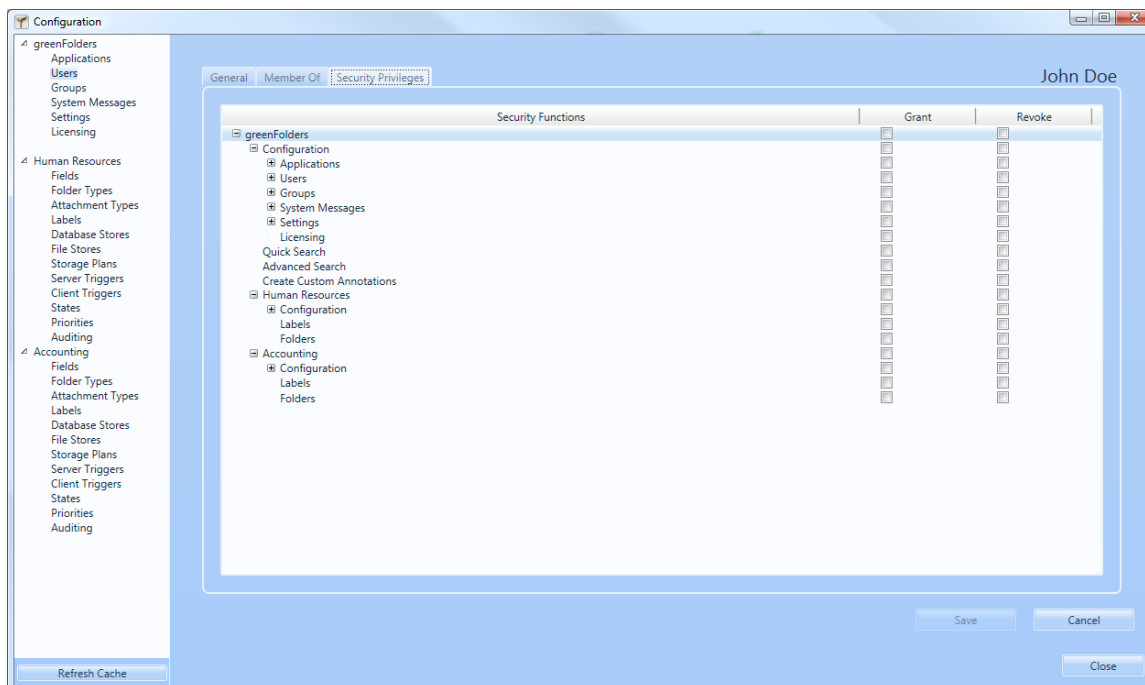 Configuration
greenFolders
Applications
Users
Groups
System Messages
Settings
Licensing
Human Resources
Fields
Folder Types
Attachment Types
Labels
Database Stores
File Stores
Storage Plans
Server Triggers
Client Triggers
States
Priorities
Auditing
Accounting
Fields
Folder Types
Attachment Types
Labels
Database Stores
File Stores
Storage Plans
Server Triggers
Client Triggers
States
Priorities
Auditing
Refresh Cache
General Member Of Security Privileges John Doe
Security Functions Grant Revoke
greenFolders
Configuration
Applications
Users
Groups
System Messages
Settings
Licensing
Quick Search
Advanced Search
Create Custom Annotations
Human Resources
Configuration
Labels
Folders
Accounting
Configuration
Labels
Folders
Save Cancel
Close